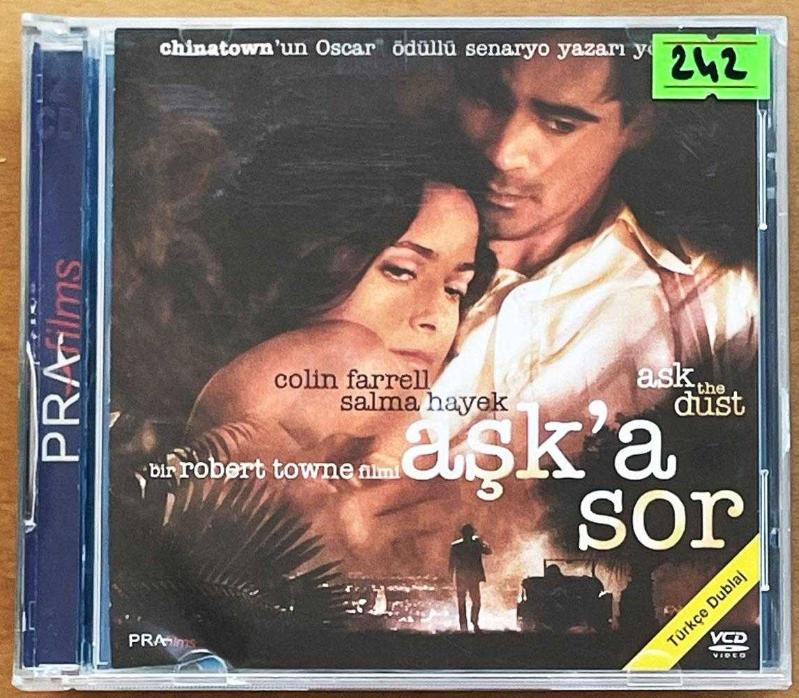 chinatown'un Oscar ödüllü senaryo yazarı
242
PRA films
colin farrell
salma hayek
ask the dust
bir robert towne filmi
aşk'a
sor
Türkçe Dublaj
PRA films
VCD
VIDEO